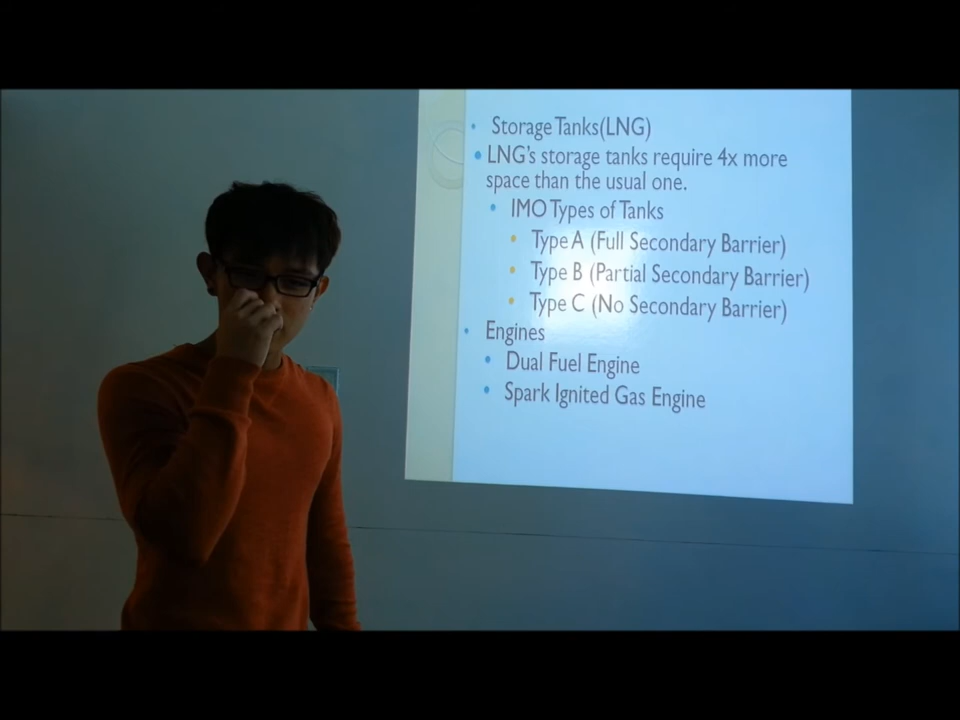 Storage Tanks(LNG)
LNG's storage tanks require 4x more
space than the usual one.
IMO Types of Tanks
Type A (Full Secondary Barrier)
Type B (Partial Secondary Barrier)
Type C (No Secondary Barrier)
Engines
Dual Fuel Engine
Spark Ignited Gas Engine